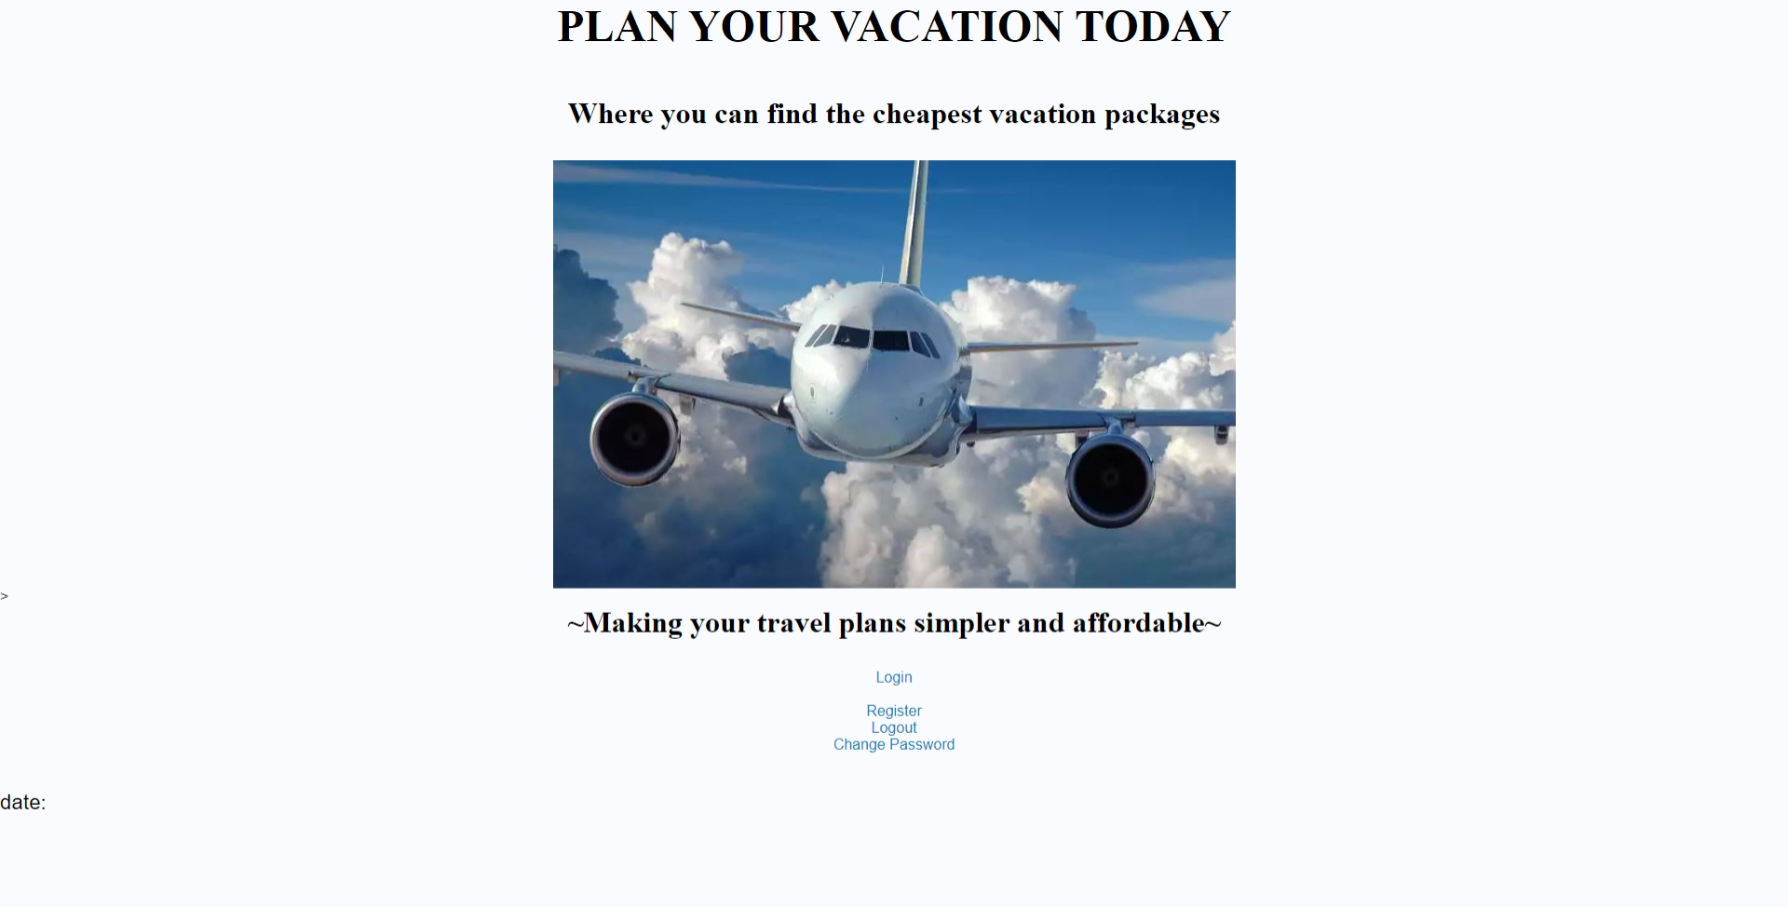 PLAN YOUR VACATION TODAY
Where you can find the cheapest vacation packages
>
~Making your travel plans simpler and affordable~
Login
Register
Logout
Change Password
date: